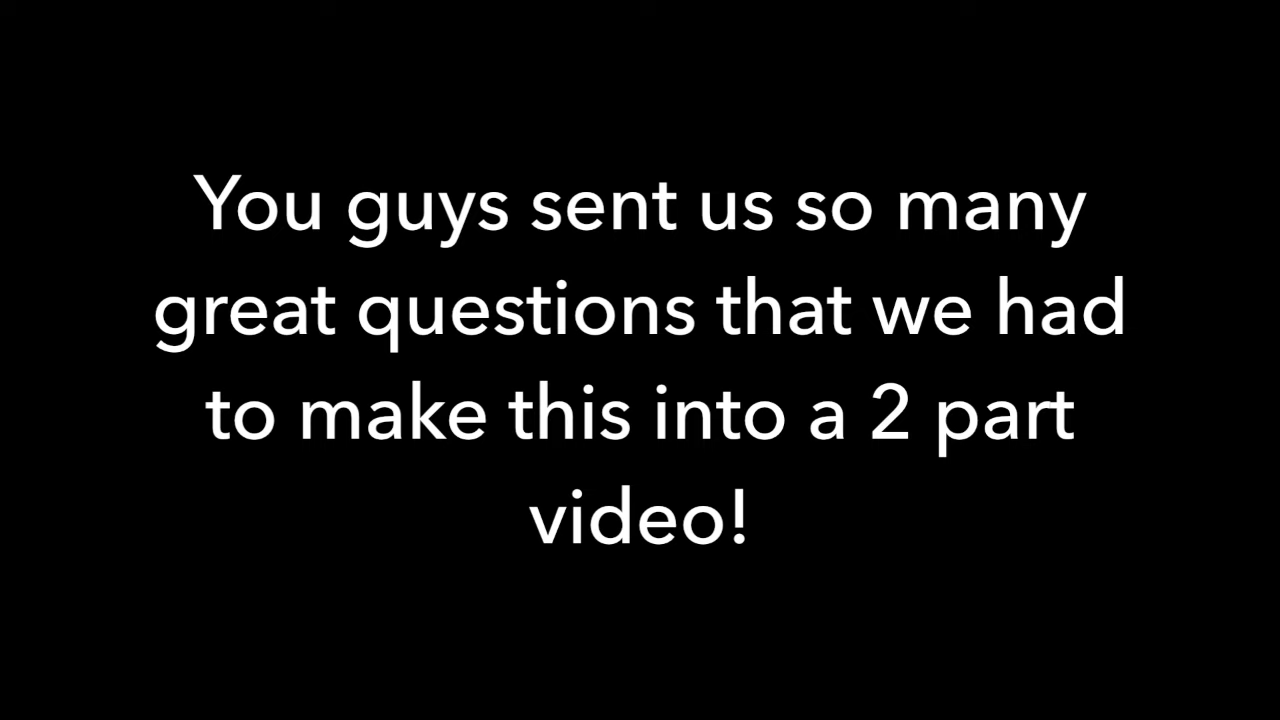 You guys sent us so many
great questions that we had
to make this into a 2 part
video!